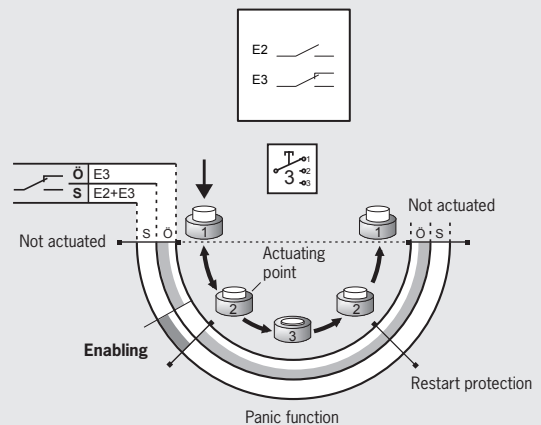 E2
E3
1
2
3
3
Ö E3
S E2+E3
Not actuated
S Ö
1
1
Not actuated
Ö S
Actuating
point
2
2
3
Enabling
Restart protection
Panic function